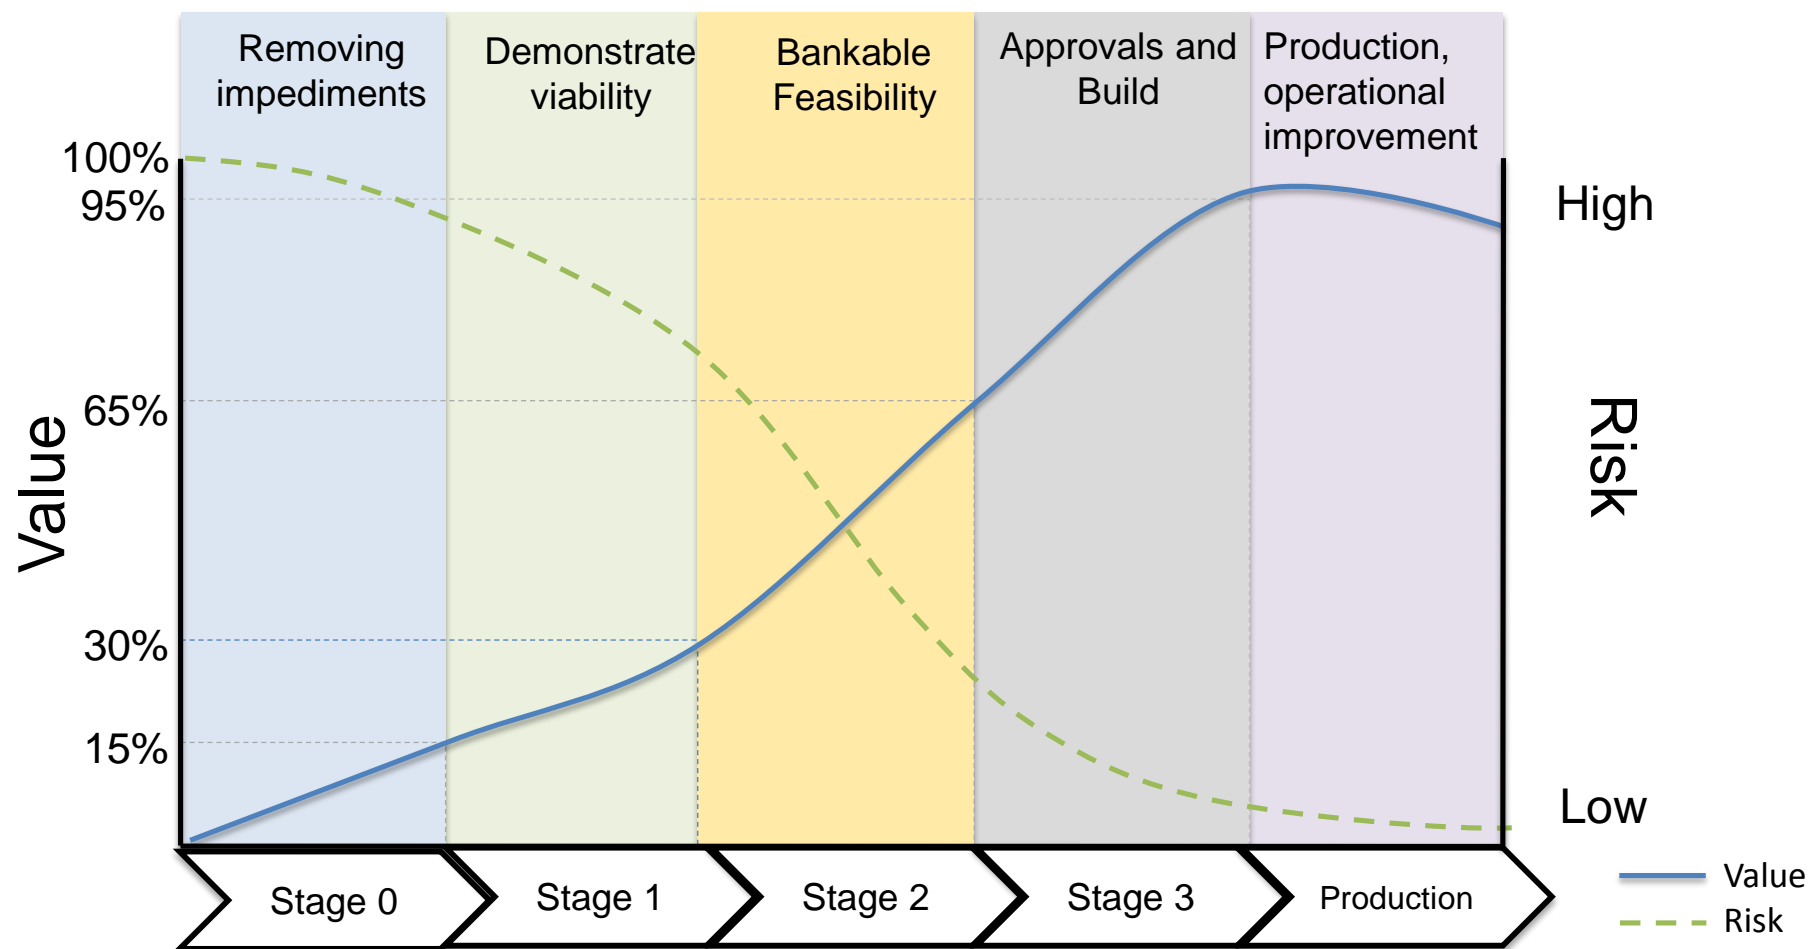 Removing
impediments
Demonstrate
viability
Bankable
Feasibility
Approvals and
Build
Production,
operational
improvement
100%
95%
65%
30%
15%
Value
High
Risk
Low
Stage 0
Stage 1
Stage 2
Stage 3
Production
Value
Risk